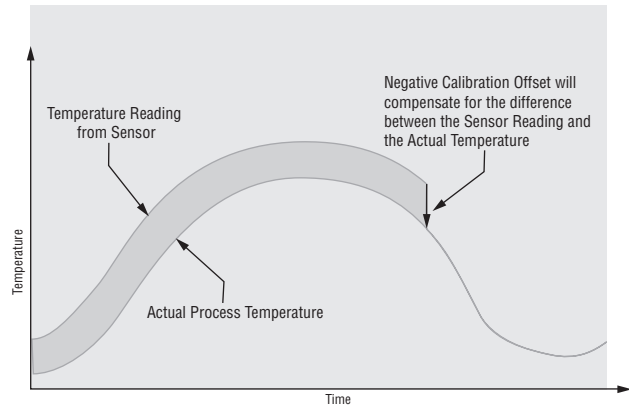 Negative Calibration Offset will
compensate for the difference
between the Sensor Reading and
the Actual Temperature
Temperature Reading
from Sensor
Temperature
Actual Process Temperature
Time